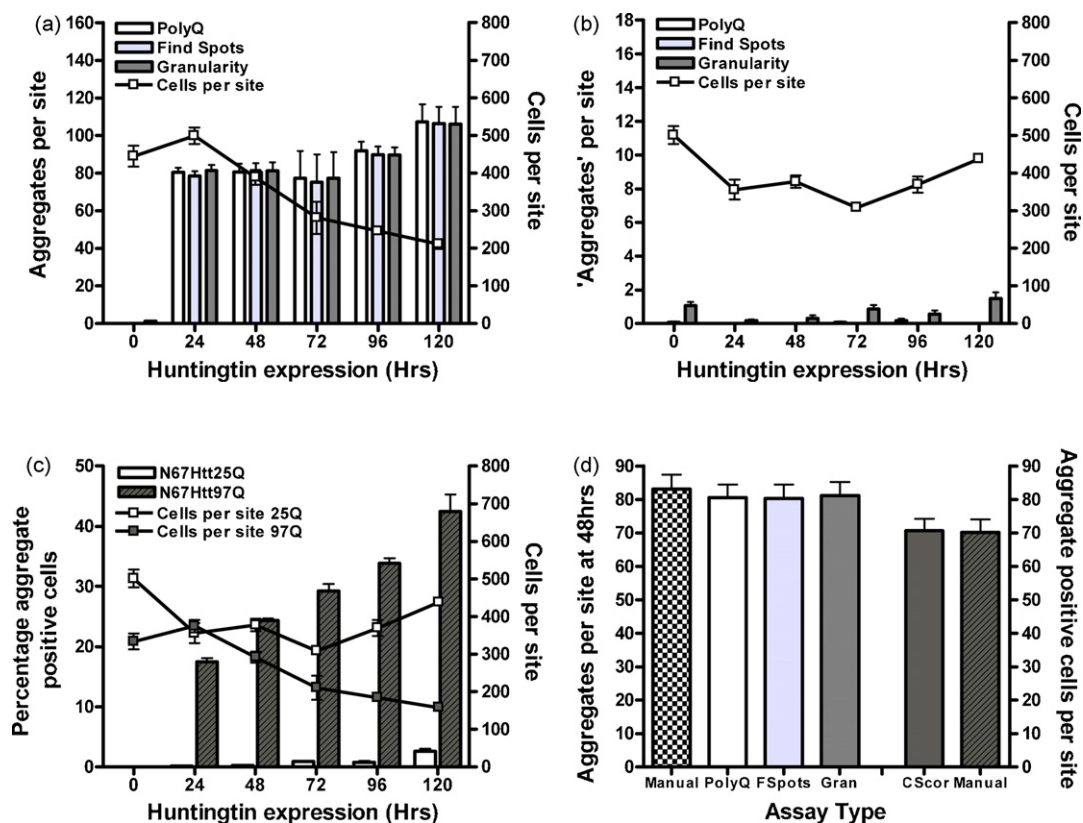 (a)
PolyQ
Find Spots
Granularity
Cells per site
Aggregates per site
160
140
120
100
80
60
40
20
0
800
700
600
500
400
300
200
100
0
Cells per site
0 24 48 72 96 120
Huntingtin expression (Hrs)
(b)
PolyQ
Find Spots
Granularity
Cells per site
'Aggregates' per site
18
16
14
12
10
8
6
4
2
0
800
700
600
500
400
300
200
100
0
Cells per site
0 24 48 72 96 120
Huntingtin expression (Hrs)
(c)
N67Htt25Q
N67Htt97Q
Cells per site 25Q
Cells per site 97Q
Percentage aggregate
positive cells
50
40
30
20
10
0
800
700
600
500
400
300
200
100
0
Cells per site
0 24 48 72 96 120
Huntingtin expression (Hrs)
(d)
Aggregates per site at 48hrs
90
80
70
60
50
40
30
20
10
0
90
80
70
60
50
40
30
20
10
0
Aggregate positive cells per site
Manual PolyQ FSpots Gran CScor Manual
Assay Type